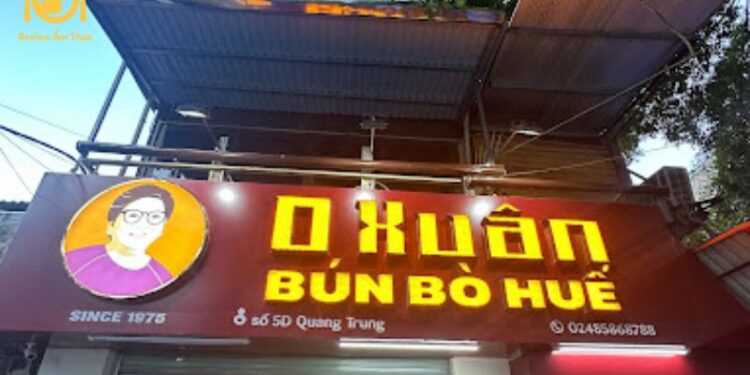 Review Ẩm Thực
O Xuân
BÚN BÒ HUẾ
SINCE 1975
số 5D Quang Trung
02485868788